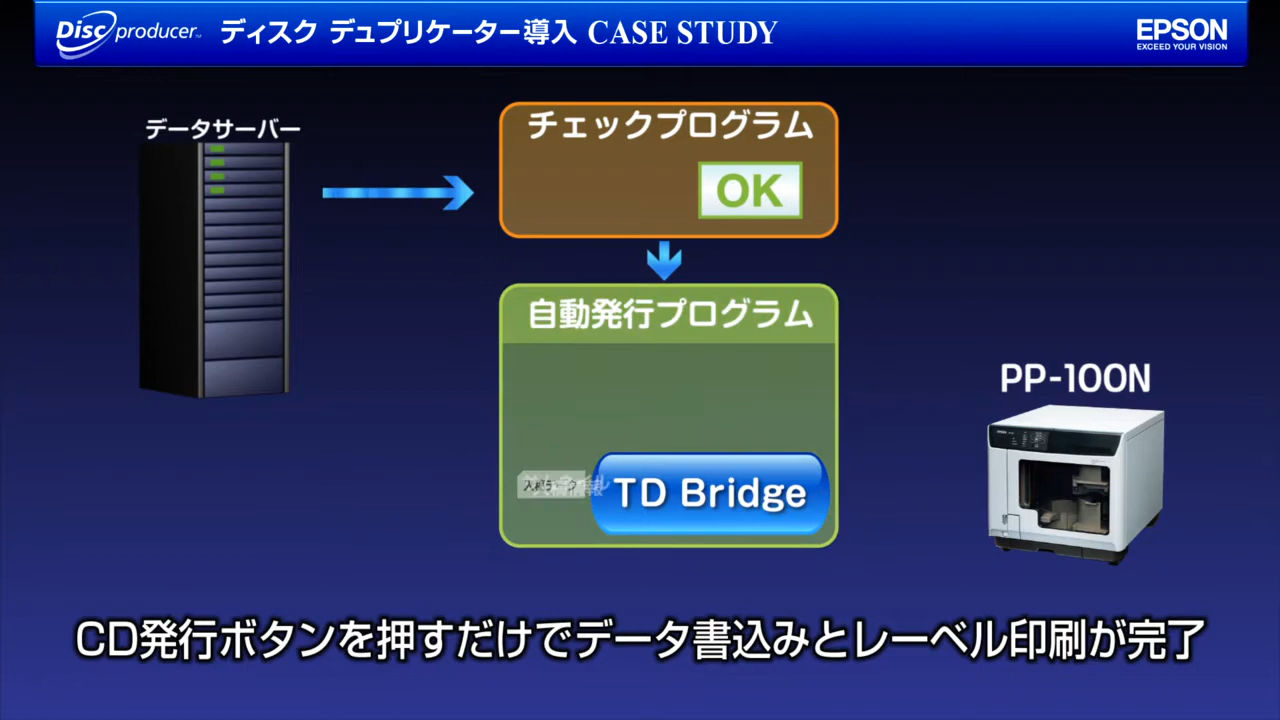 Disc producer™ ディスク デュプリケーター導入 CASE STUDY
EPSON
EXCEED YOUR VISION
データサーバー
チェックプログラム
OK
自動発行プログラム
TD Bridge
PP-100N
CD発行ボタンを押すだけでデータ書込みとレーベル印刷が完了